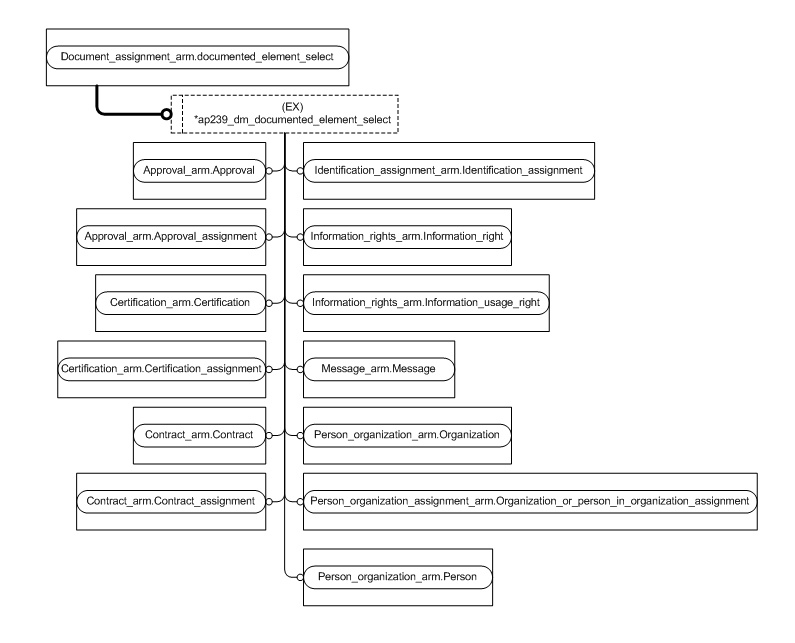 Document_assignment_arm.documented_element_select
(EX)
*ap239_dm_documented_element_select
Approval_arm.Approval
Identification_assignment_arm.Identification_assignment
Approval_arm.Approval_assignment
Information_rights_arm.Information_right
Certification_arm.Certification
Information_rights_arm.Information_usage_right
Certification_arm.Certification_assignment
Message_arm.Message
Contract_arm.Contract
Person_organization_arm.Organization
Contract_arm.Contract_assignment
Person_organization_assignment_arm.Organization_or_person_in_organization_assignment
Person_organization_arm.Person